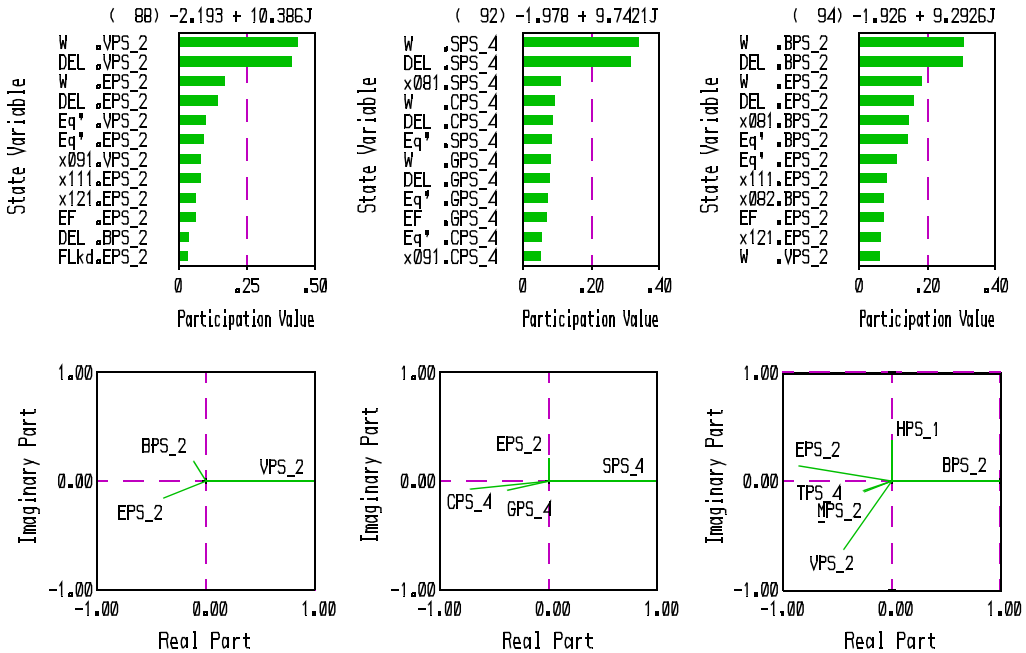 ( 88) -2.193 + 10.386J
State Variable
W .VPS_2
DEL .VPS_2
W .EPS_2
DEL .EPS_2
Eq' .VPS_2
Eq' .EPS_2
x091.VPS_2
x111.EPS_2
x121.EPS_2
EF .EPS_2
DEL .BPS_2
FLkd.EPS_2
0 .25 .50
Participation Value
( 92) -1.978 + 9.7421J
State Variable
W .SPS_4
DEL .SPS_4
x081.SPS_4
W .CPS_4
DEL .CPS_4
Eq' .SPS_4
W .GPS_4
DEL .GPS_4
Eq' .GPS_4
EF .GPS_4
Eq' .CPS_4
x091.CPS_4
0 .20 .40
Participation Value
( 94) -1.926 + 9.2926J
State Variable
W .BPS_2
DEL .BPS_2
W .EPS_2
DEL .EPS_2
x081.BPS_2
Eq' .BPS_2
Eq' .EPS_2
x111.EPS_2
x082.BPS_2
EF .EPS_2
x121.EPS_2
W .VPS_2
0 .20 .40
Participation Value
Imaginary Part
1.00
BPS_2
VPS_2
0.00
EPS_2
-1.00
-1.00 0.00 1.00
Real Part
Imaginary Part
1.00
EPS_2
SPS_4
0.00
CPS_4
GPS_4
-1.00
-1.00 0.00 1.00
Real Part
Imaginary Part
1.00
HPS_1
EPS_2
BPS_2
0.00
TPS_4
MPS_2
VPS_2
-1.00
-1.00 0.00 1.00
Real Part